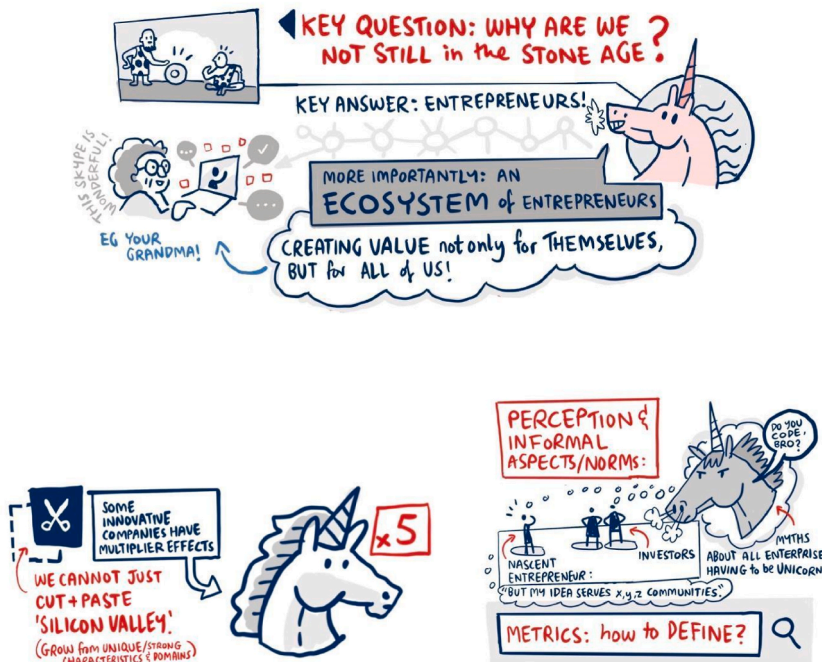 KEY QUESTION: WHY ARE WE
NOT STILL in the STONE AGE?
KEY ANSWER: ENTREPRENEURS!
THIS SKYPE IS
WONDERFUL!
MORE IMPORTANTLY: AN
ECOSYSTEM of ENTREPRENEURS
EG YOUR
GRANDMA!
CREATING VALUE not only for THEMSELVES,
BUT for ALL of US!
SOME
INNOVATIVE
COMPANIES HAVE
MULTIPLIER EFFECTS
x5
WE CANNOT JUST
CUT+PASTE
'SILICON VALLEY'.
(GROW from UNIQUE/STRONG
CHARACTERISTICS & DOMAINS)
PERCEPTION &
INFORMAL
ASPECTS/NORMS:
DO YOU
CODE,
BRO?
NASCENT
ENTREPRENEUR:
INVESTORS
"BUT MY IDEA SERVES x,y,z COMMUNITIES."
MYTHS
ABOUT ALL ENTERPRISE
HAVING to be UNICORN
METRICS: how to DEFINE?